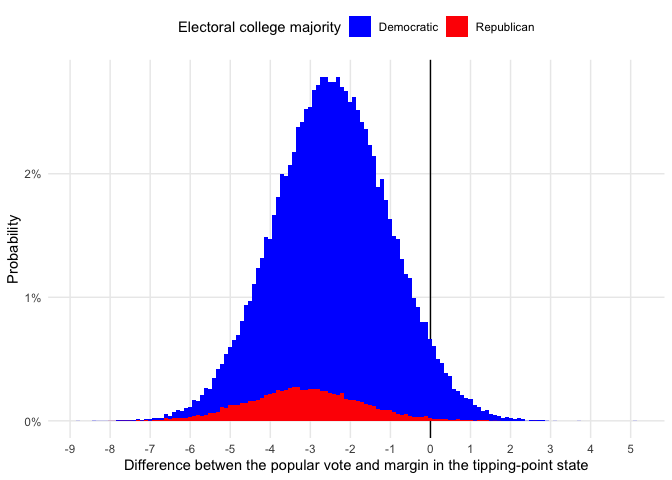 Electoral college majority Democratic Republican
Probability
2%
1%
0%
-9 -8 -7 -6 -5 -4 -3 -2 -1 0 1 2 3 4 5
Difference betwen the popular vote and margin in the tipping-point state